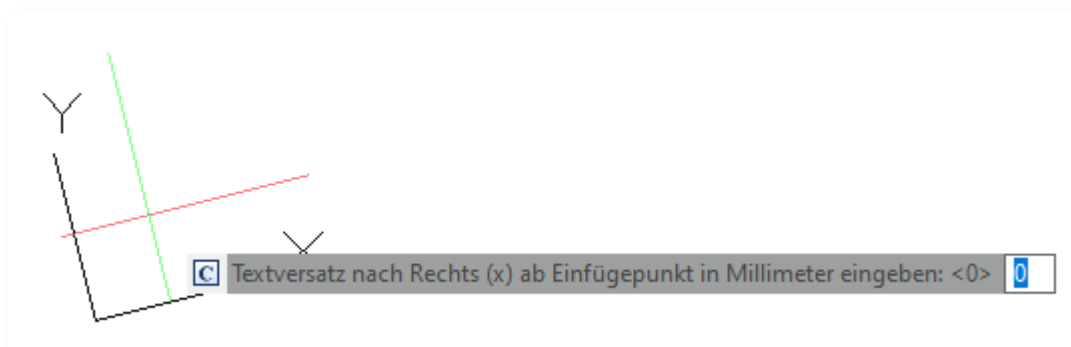 Y
X
C Textversatz nach Rechts (x) ab Einfügepunkt in Millimeter eingeben: <0> 0